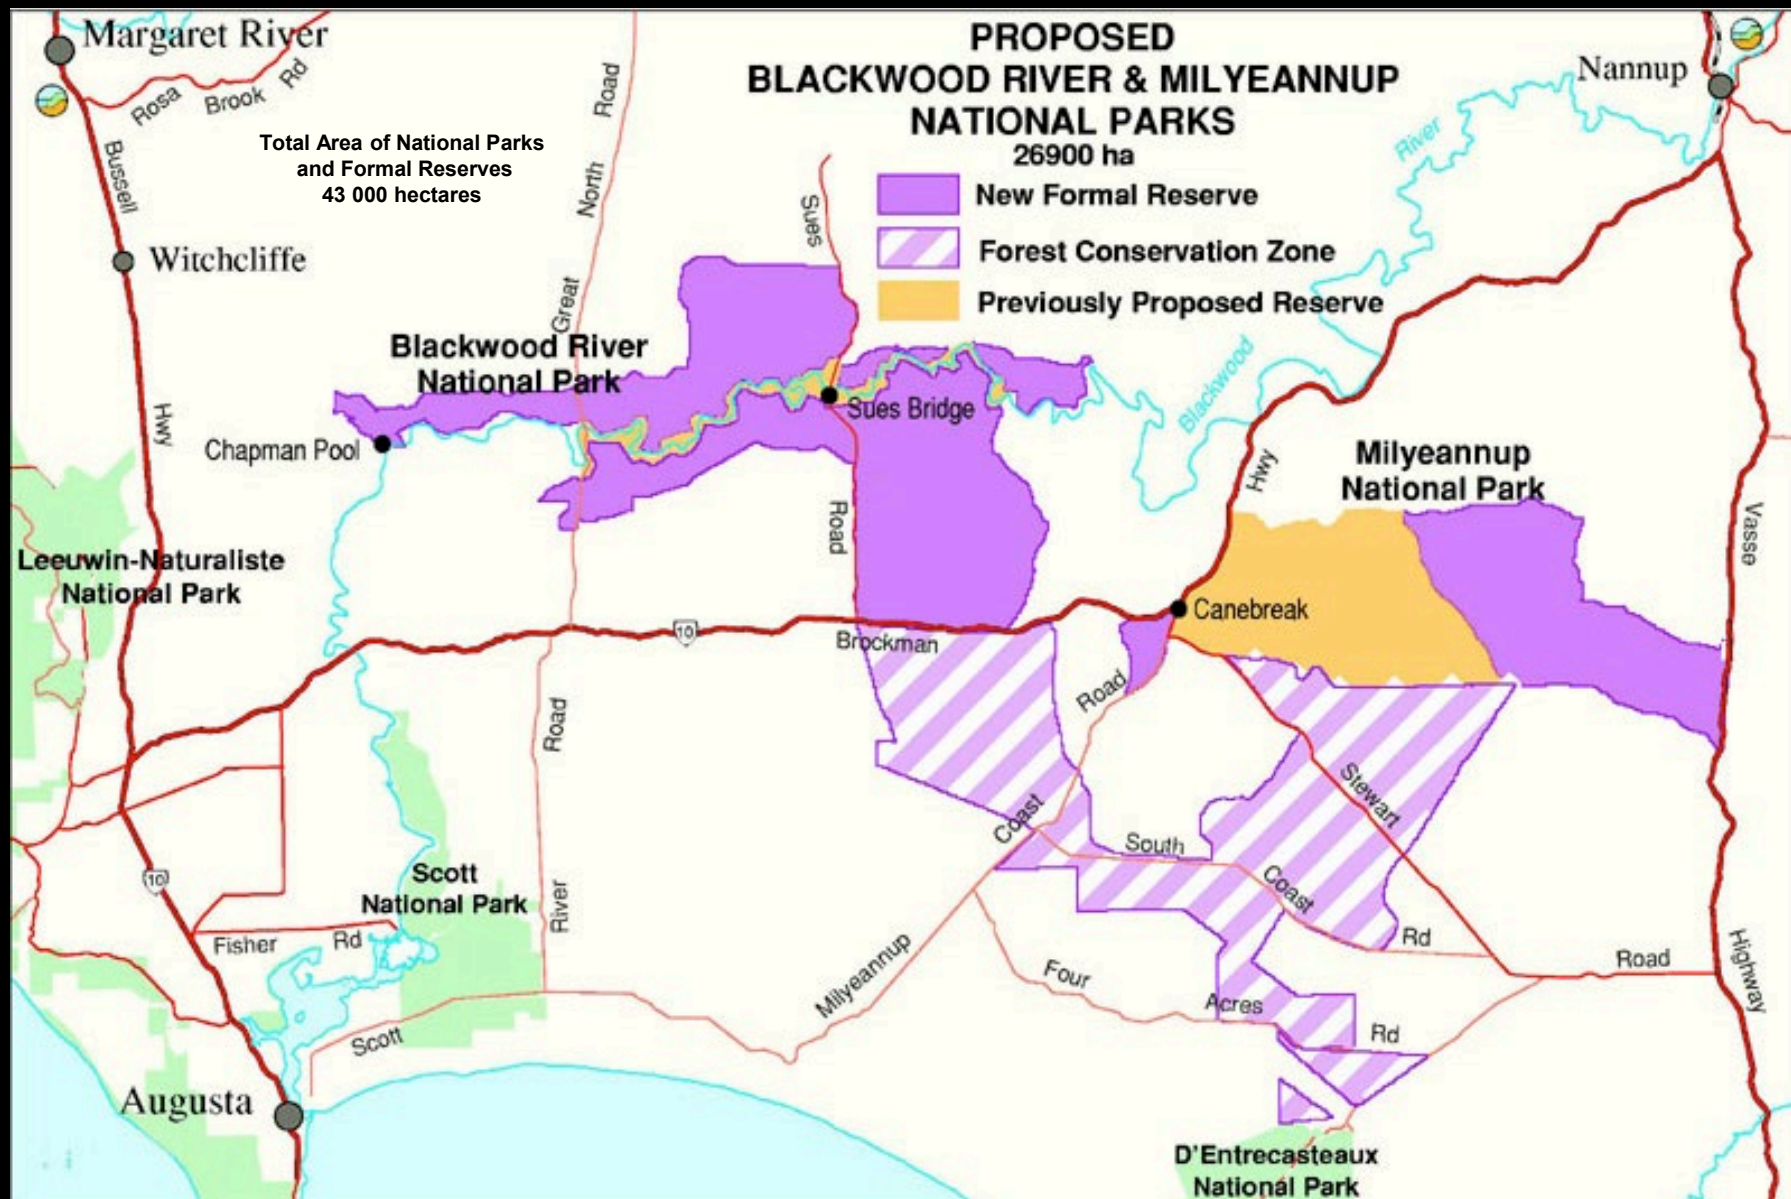 Margaret River
Rosa Brook Rd
Total Area of National Parks
and Formal Reserves
43 000 hectares
Great North Road
PROPOSED
BLACKWOOD RIVER & MILYEANNUP
NATIONAL PARKS
26900 ha
New Formal Reserve
Forest Conservation Zone
Previously Proposed Reserve
Nannup
River
Bussell
Hwy
Witchcliffe
Sues
Road
Blackwood River
National Park
Sues Bridge
Chapman Pool
Blackwood
Hwy
Milyeannup
National Park
Vasse
Highway
Leeuwin-Naturaliste
National Park
Canebreak
10
Brockman
Road
Road
River
Coast
South
Coast
Rd
Stewart
Road
10
Scott
National Park
Fisher Rd
Milyeannup
Four
Acres
Rd
Scott
Augusta
D'Entrecasteaux
National Park